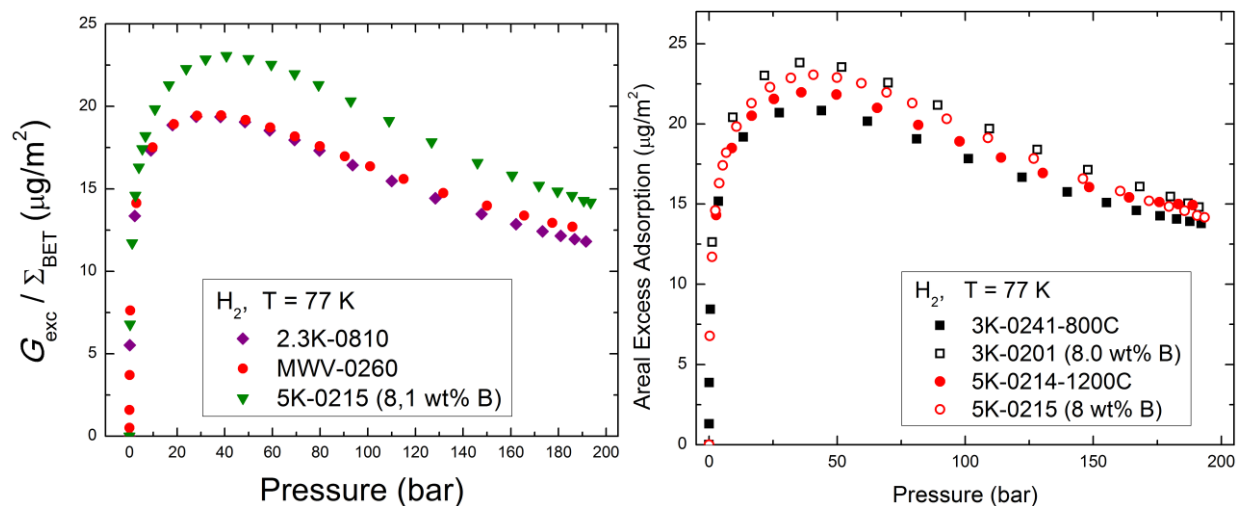 25
20
15
10
5
0
G_exc / Σ_BET (μg/m²)
H₂, T = 77 K
2.3K-0810
MWV-0260
5K-0215 (8,1 wt% B)
0 20 40 60 80 100 120 140 160 180 200
Pressure (bar)
25
20
15
10
5
0
Areal Excess Adsorption (μg/m²)
H₂, T = 77 K
3K-0241-800C
3K-0201 (8.0 wt% B)
5K-0214-1200C
5K-0215 (8 wt% B)
0 50 100 150 200
Pressure (bar)